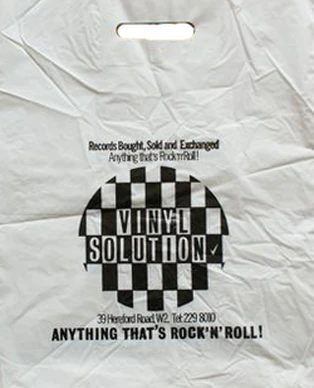 Records Bought, Sold and Exchanged
Anything that's Rock'n'Roll!
VINYL
SOLUTION✓
39 Hereford Road, W2, Tel: 229 8010
ANYTHING THAT'S ROCK'N'ROLL!